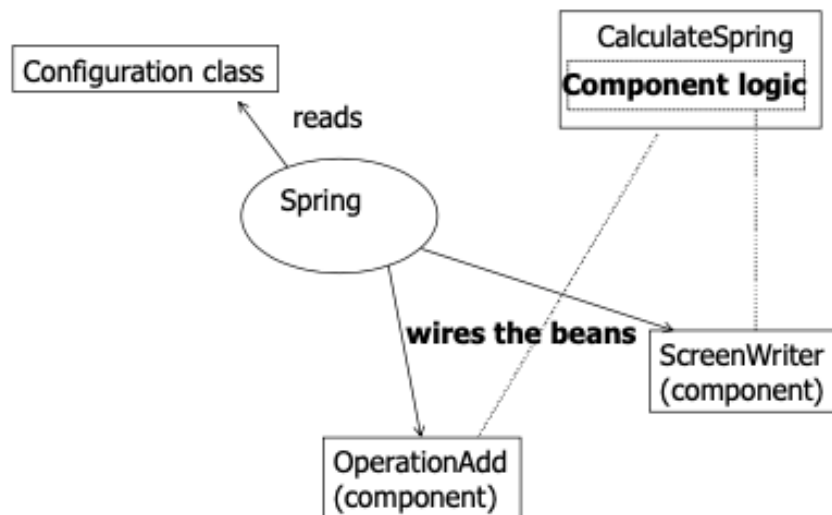 CalculateSpring
Component logic
Configuration class
reads
Spring
wires the beans
ScreenWriter
(component)
OperationAdd
(component)